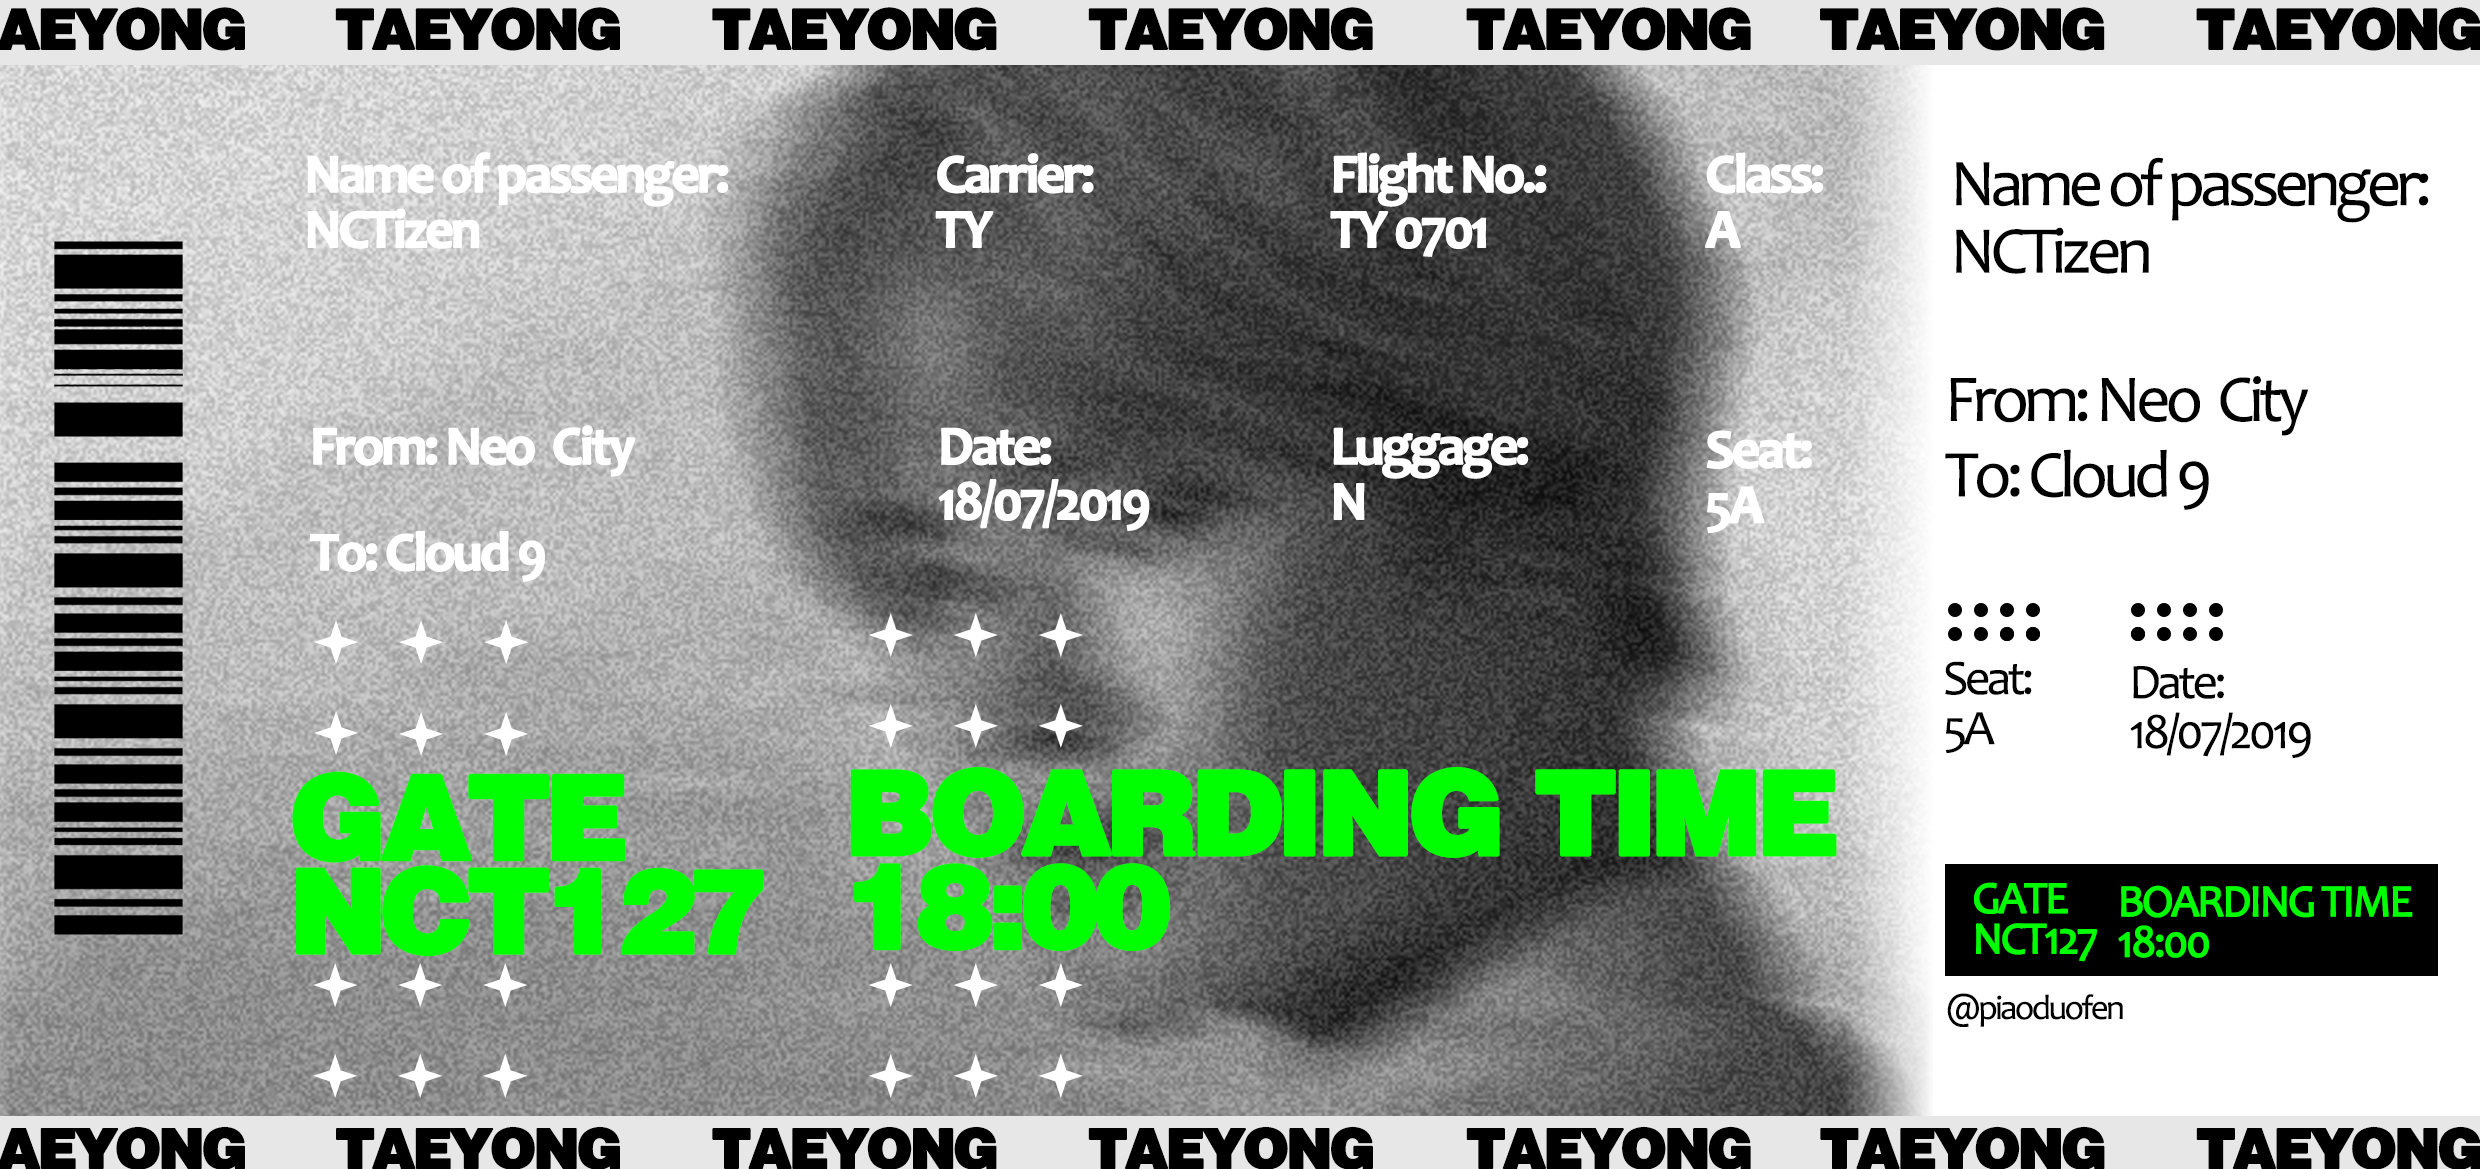 AEYONG TAEYONG TAEYONG TAEYONG TAEYONG TAEYONG TAEYONG
Name of passenger:
NCTizen
Carrier:
TY
Flight No.:
TY 0701
Class:
A
From: Neo City
To: Cloud 9
Date:
18/07/2019
Luggage:
N
Seat:
5A
GATE
NCT127
BOARDING TIME
18:00
Name of passenger:
NCTizen
From: Neo City
To: Cloud 9
Seat:
5A
Date:
18/07/2019
GATE
NCT127
BOARDING TIME
18:00
@piaoduofen
AEYONG TAEYONG TAEYONG TAEYONG TAEYONG TAEYONG TAEYONG